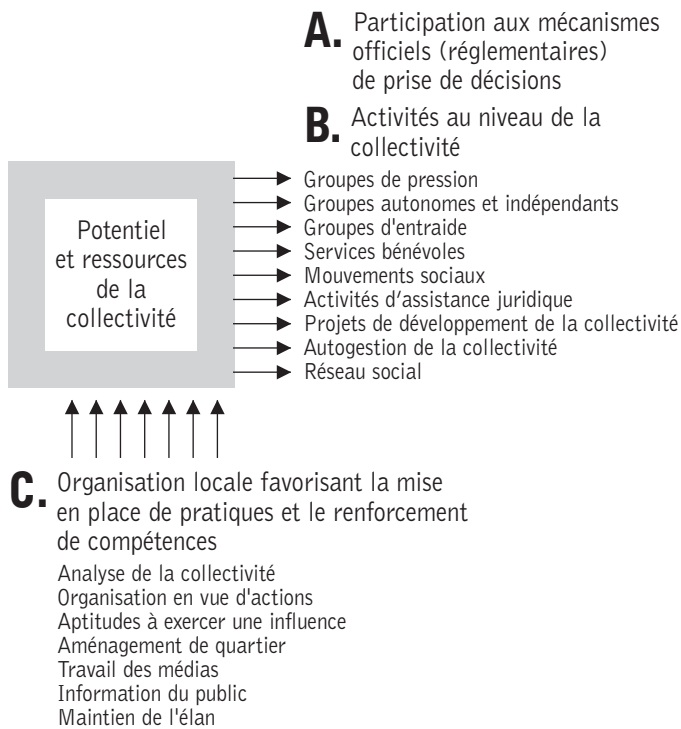 A. Participation aux mécanismes
officiels (réglementaires)
de prise de décisions
B. Activités au niveau de la
collectivité
Groupes de pression
Groupes autonomes et indépendants
Groupes d'entraide
Services bénévoles
Mouvements sociaux
Activités d’assistance juridique
Projets de développement de la collectivité
Autogestion de la collectivité
Réseau social
Potentiel
et ressources
de la
collectivité
C. Organisation locale favorisant la mise
en place de pratiques et le renforcement
de compétences
Analyse de la collectivité
Organisation en vue d'actions
Aptitudes à exercer une influence
Aménagement de quartier
Travail des médias
Information du public
Maintien de l'élan